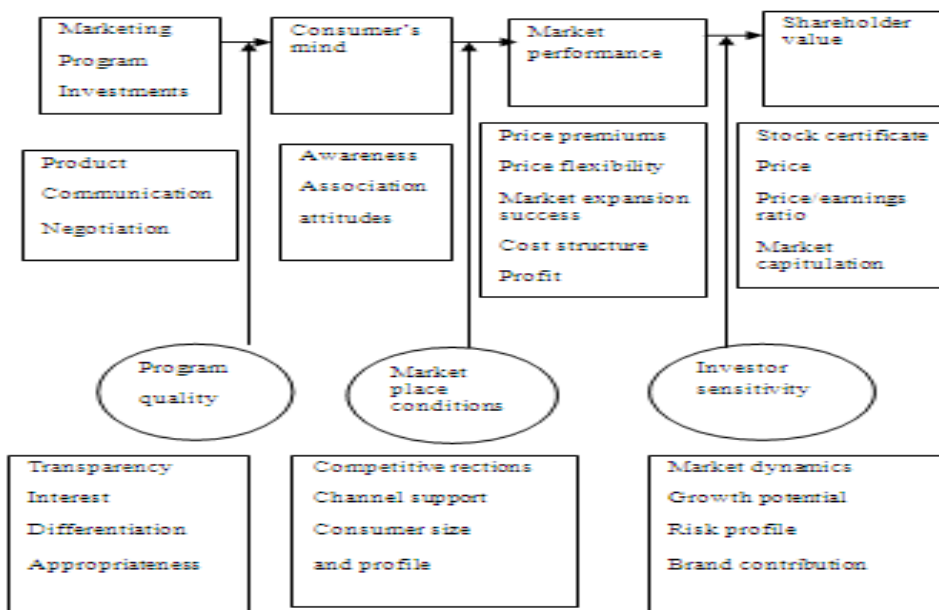 Marketing
Program
Investments
Consumer's
mind
Market
performance
Shareholder
value
Product
Communication
Negotiation
Awareness
Association
attitudes
Price premiums
Price flexibility
Market expansion
success
Cost structure
Profit
Stock certificate
Price
Price/earnings
ratio
Market
capitulation
Program
quality
Market
place
conditions
Investor
sensitivity
Transparency
Interest
Differentiation
Appropriateness
Competitive rections
Channel support
Consumer size
and profile
Market dynamics
Growth potential
Risk profile
Brand contribution